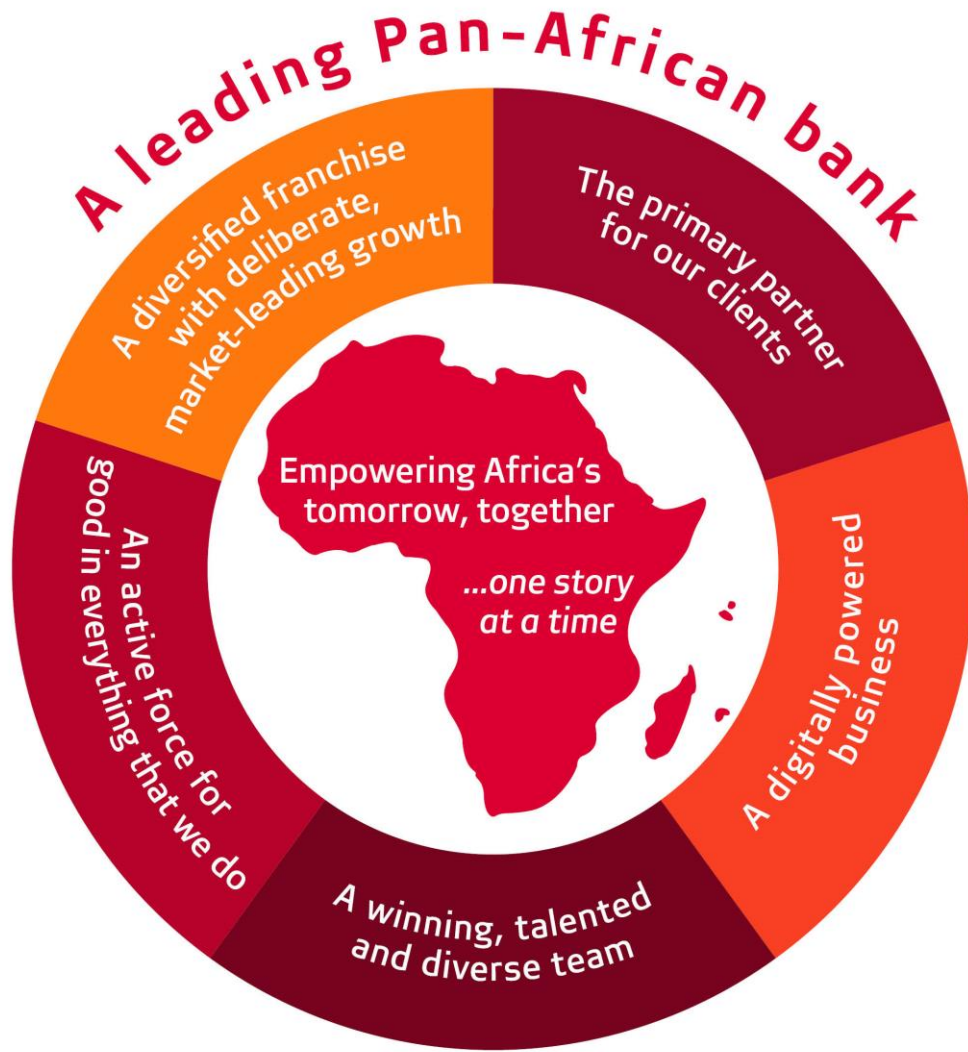 A leading Pan-African bank
A diversified franchise
with deliberate,
market-leading growth
The primary partner
for our clients
A digitally powered
business
A winning, talented
and diverse team
An active force for
good in everything that we do
Empowering Africa's
tomorrow, together
...one story
at a time